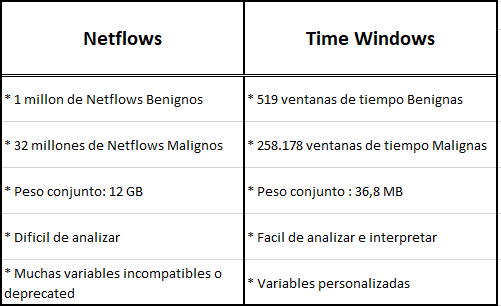 Netflows
Time Windows
* 1 millon de Netflows Benignos
* 519 ventanas de tiempo Benignas
* 32 millones de Netflows Malignos
* 258.178 ventanas de tiempo Malignas
* Peso conjunto: 12 GB
* Peso conjunto : 36,8 MB
* Dificil de analizar
* Facil de analizar e interpretar
* Muchas variables incompatibles o
deprecated
* Variables personalizadas